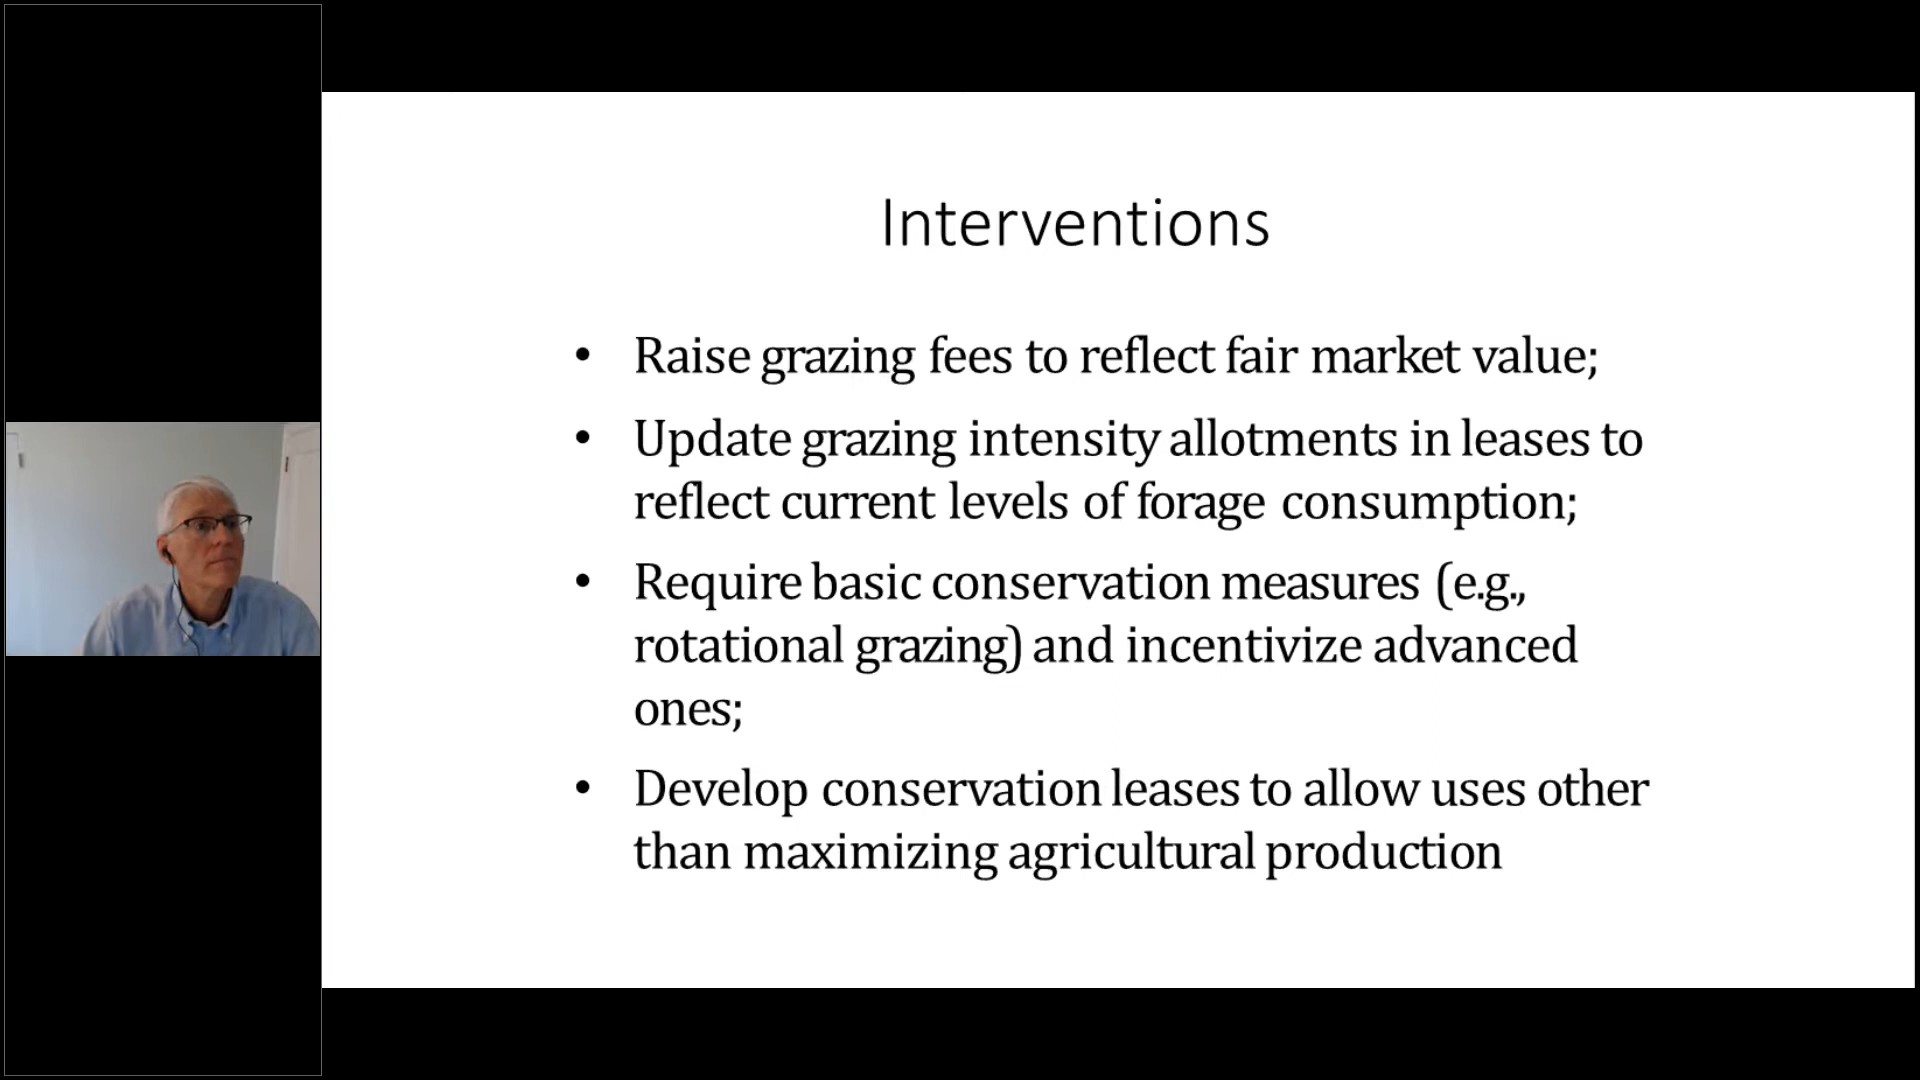 Interventions
• Raise grazing fees to reflect fair market value;
• Update grazing intensity allotments in leases to
reflect current levels of forage consumption;
• Require basic conservation measures (e.g.,
rotational grazing) and incentivize advanced
ones;
• Develop conservation leases to allow uses other
than maximizing agricultural production